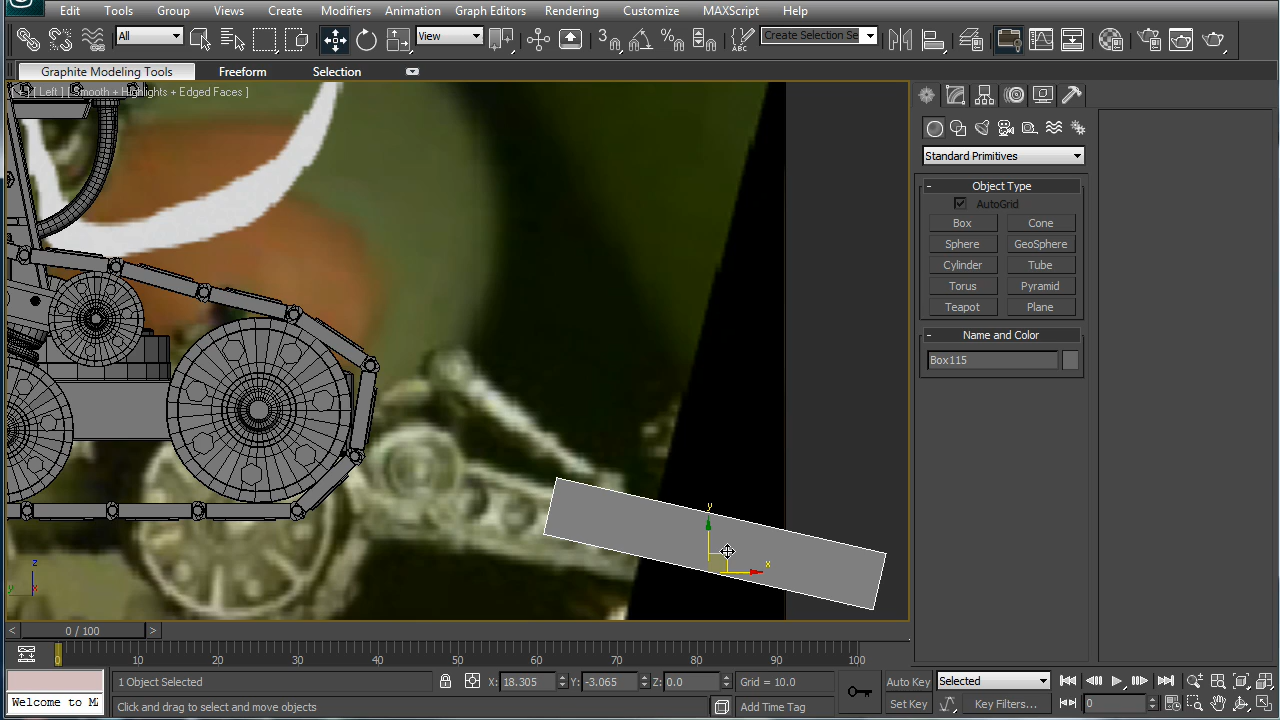 Edit Tools Group Views Create Modifiers Animation Graph Editors Rendering Customize MAXScript Help
All View 3 Create Selection Se
Graphite Modeling Tools Freeform Selection
[ Left ] [ Smooth + Highlights + Edged Faces ]
Standard Primitives
- Object Type
AutoGrid
Box Cone
Sphere GeoSphere
Cylinder Tube
Torus Pyramid
Teapot Plane
- Name and Color
Box115
y
x
z
y x
< 0 / 100 >
0 10 20 30 40 50 60 70 80 90 100
1 Object Selected X: 18.305 Y: -3.065 Z: 0.0 Grid = 10.0 Auto Key Selected
Welcome to M Click and drag to select and move objects Add Time Tag Set Key Key Filters... 0